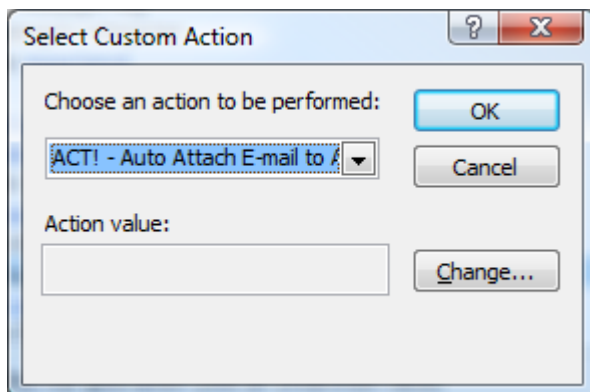 Select Custom Action
Choose an action to be performed:
OK
ACT! - Auto Attach E-mail to
Cancel
Action value:
Change...